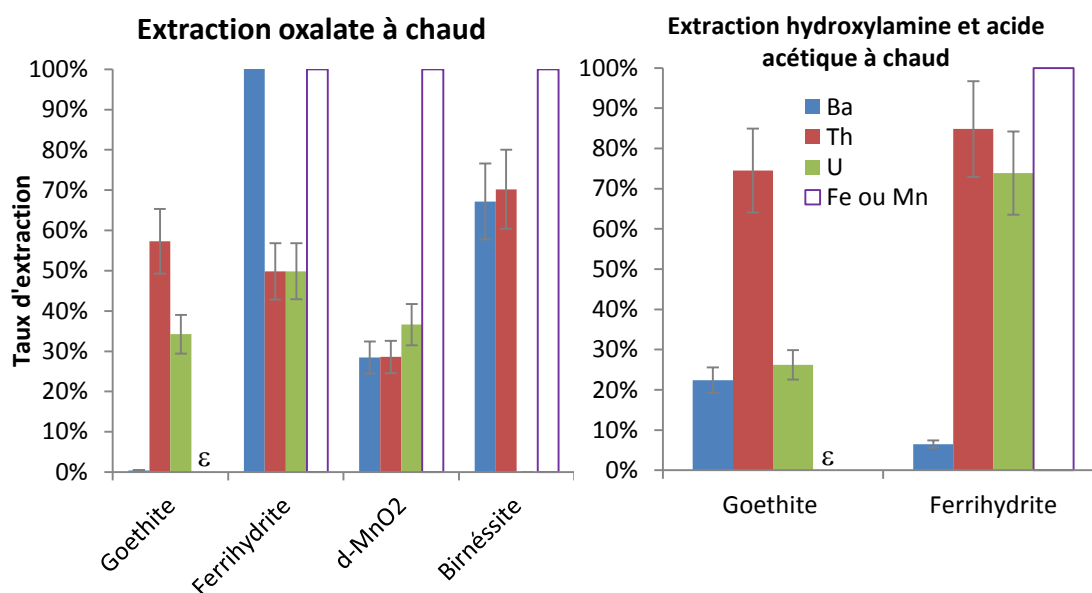 Extraction oxalate à chaud
Taux d'extraction
100%
90%
80%
70%
60%
50%
40%
30%
20%
10%
0%
ε
Goethite
Ferrihydrite
d-MnO2
Birnéssite
Extraction hydroxylamine et acide
acétique à chaud
100%
90%
80%
70%
60%
50%
40%
30%
20%
10%
0%
Ba
Th
U
Fe ou Mn
ε
Goethite
Ferrihydrite